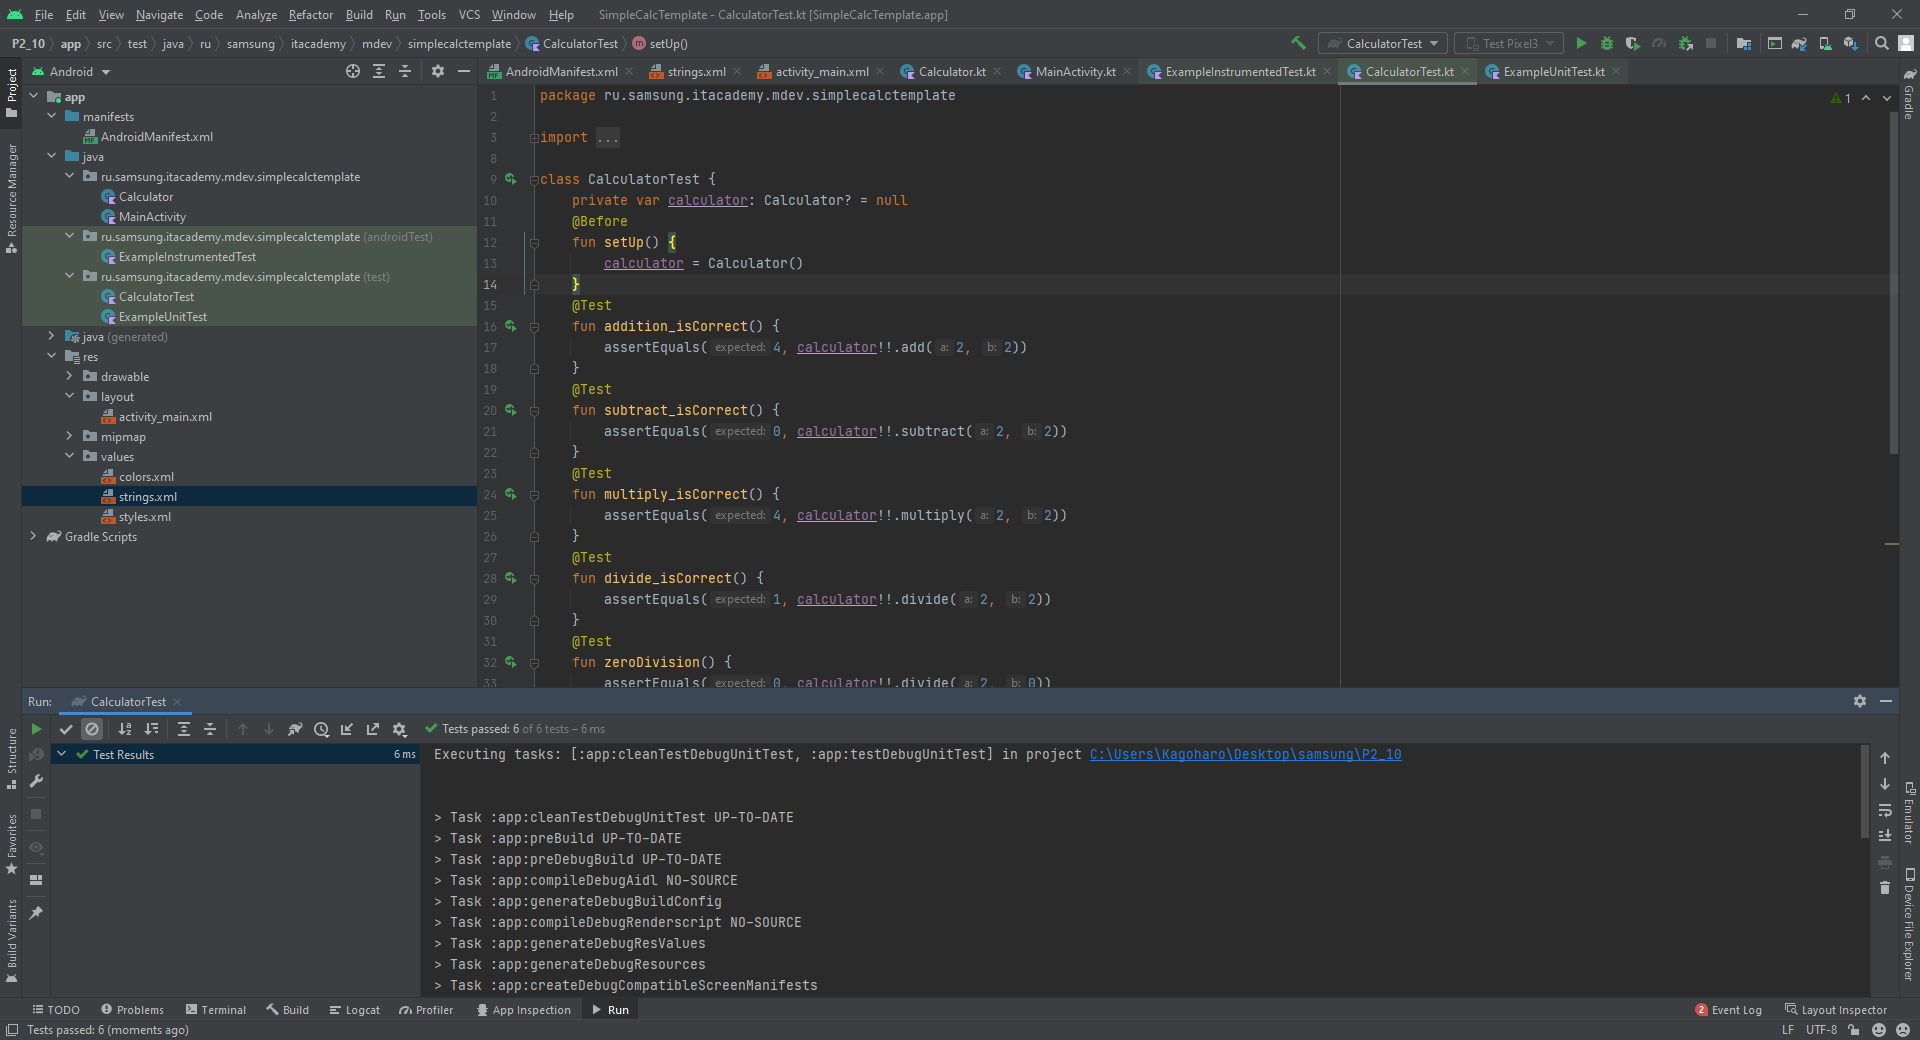 File Edit View Navigate Code Analyze Refactor Build Run Tools VCS Window Help SimpleCalcTemplate - CalculatorTest.kt [SimpleCalcTemplate.app]
P2_10 app src test java ru samsung itacademy mdev simplecalctemplate CalculatorTest m setUp() CalculatorTest Test Pixel3
Project
Resource Manager
Structure
Favorites
Build Variants
Android
app
manifests
AndroidManifest.xml
java
ru.samsung.itacademy.mdev.simplecalctemplate
Calculator
MainActivity
ru.samsung.itacademy.mdev.simplecalctemplate (androidTest)
ExampleInstrumentedTest
ru.samsung.itacademy.mdev.simplecalctemplate (test)
CalculatorTest
ExampleUnitTest
java (generated)
res
drawable
layout
activity_main.xml
mipmap
values
colors.xml
strings.xml
styles.xml
Gradle Scripts
AndroidManifest.xml strings.xml activity_main.xml Calculator.kt MainActivity.kt ExampleInstrumentedTest.kt CalculatorTest.kt ExampleUnitTest.kt
1 package ru.samsung.itacademy.mdev.simplecalctemplate
1
2
3 import ...
8
9 class CalculatorTest {
10 private var calculator: Calculator? = null
11 @Before
12 fun setUp() {
13 calculator = Calculator()
14 }
15 @Test
16 fun addition_isCorrect() {
17 assertEquals( expected: 4, calculator!!.add( a: 2, b: 2))
18 }
19 @Test
20 fun subtract_isCorrect() {
21 assertEquals( expected: 0, calculator!!.subtract( a: 2, b: 2))
22 }
23 @Test
24 fun multiply_isCorrect() {
25 assertEquals( expected: 4, calculator!!.multiply( a: 2, b: 2))
26 }
27 @Test
28 fun divide_isCorrect() {
29 assertEquals( expected: 1, calculator!!.divide( a: 2, b: 2))
30 }
31 @Test
32 fun zeroDivision() {
33 assertEquals( expected: 0, calculator!!.divide( a: 2, b: 0))
Gradle
Emulator
Device File Explorer
Run: CalculatorTest
Tests passed: 6 of 6 tests – 6 ms
Test Results 6 ms
Executing tasks: [:app:cleanTestDebugUnitTest, :app:testDebugUnitTest] in project C:\Users\Kagoharo\Desktop\samsung\P2_10
> Task :app:cleanTestDebugUnitTest UP-TO-DATE
> Task :app:preBuild UP-TO-DATE
> Task :app:preDebugBuild UP-TO-DATE
> Task :app:compileDebugAidl NO-SOURCE
> Task :app:generateDebugBuildConfig
> Task :app:compileDebugRenderscript NO-SOURCE
> Task :app:generateDebugResValues
> Task :app:generateDebugResources
> Task :app:createDebugCompatibleScreenManifests
TODO Problems Terminal Build Logcat Profiler App Inspection Run 2 Event Log Layout Inspector
Tests passed: 6 (moments ago) LF UTF-8